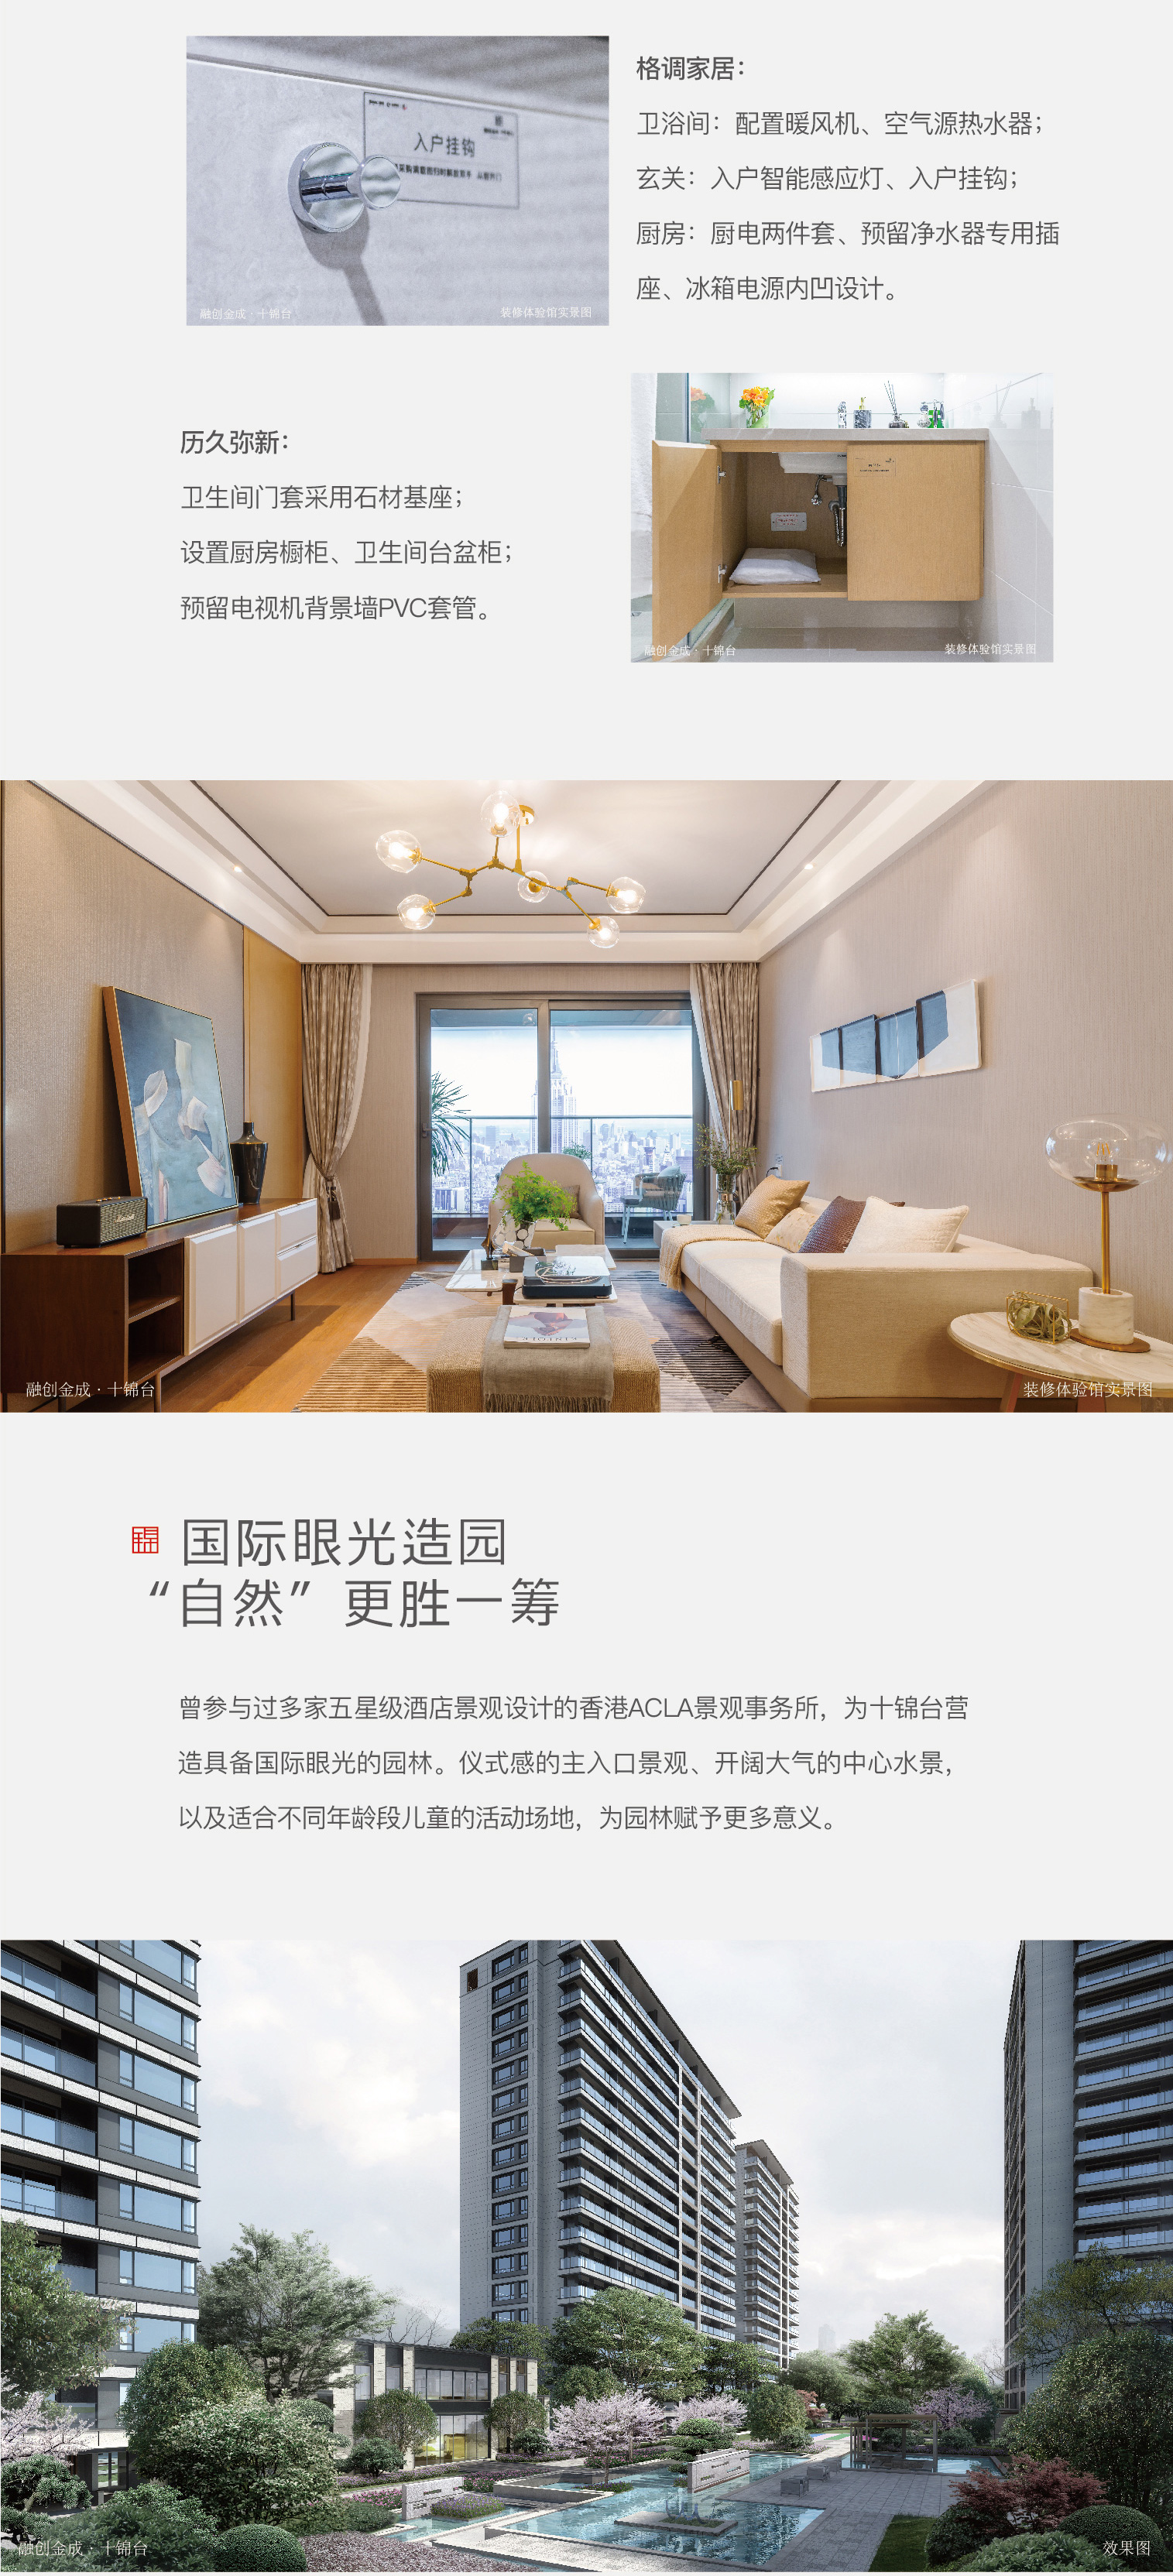 入户挂钩
融创金成·十锦台
装修体验馆实景图
格调家居：
卫浴间：配置暖风机、空气源热水器；
玄关：入户智能感应灯、入户挂钩；
厨房：厨电两件套、预留净水器专用插
座、冰箱电源内凹设计。
历久弥新：
卫生间门套采用石材基座；
设置厨房橱柜、卫生间台盆柜；
预留电视机背景墙PVC套管。
融创金成·十锦台
装修体验馆实景图
融创金成·十锦台
装修体验馆实景图
国际眼光造园
“自然”更胜一筹
曾参与过多家五星级酒店景观设计的香港ACLA景观事务所，为十锦台营
造具备国际眼光的园林。仪式感的主入口景观、开阔大气的中心水景，
以及适合不同年龄段儿童的活动场地，为园林赋予更多意义。
融创金成·十锦台
效果图